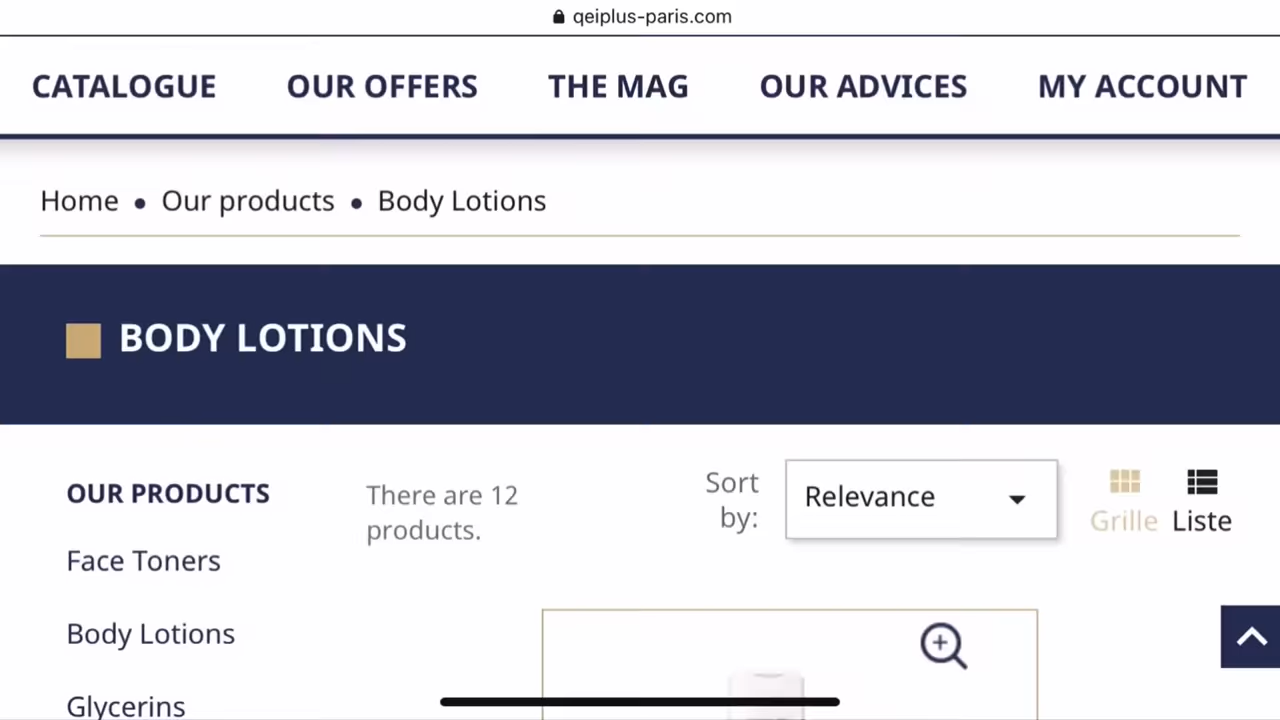 qeiplus-paris.com
CATALOGUE OUR OFFERS THE MAG OUR ADVICES MY ACCOUNT
Home • Our products • Body Lotions
BODY LOTIONS
OUR PRODUCTS
Face Toners
Body Lotions
Glycerins
There are 12
products.
Sort
by:
Relevance
Grille
Liste